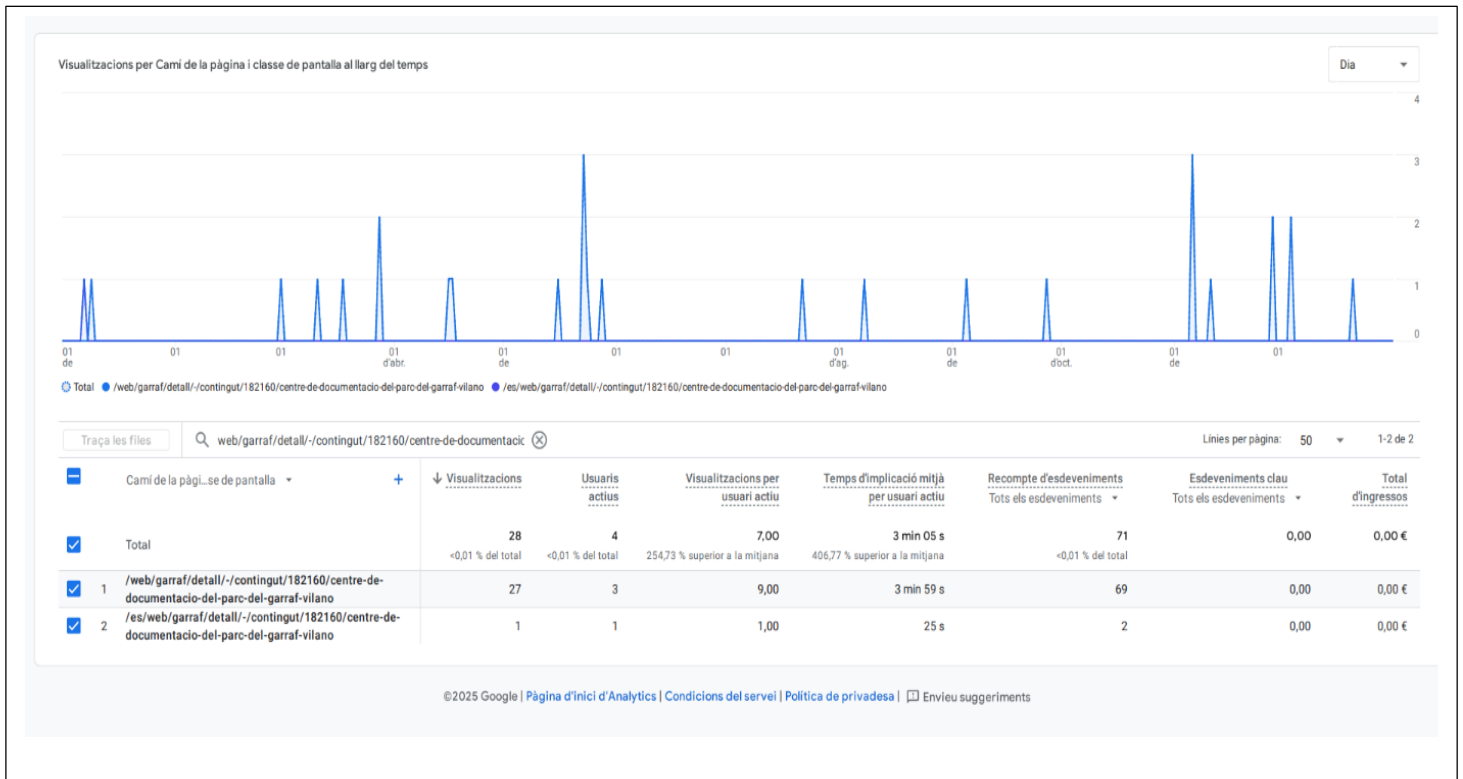 Visualitzacions per Camí de la pàgina i classe de pantalla al llarg del temps
Dia
4
3
2
1
0
01 de
01
01
01 d'abr.
01 de
01
01
01 d'ag.
01 de
01 d'oct.
01 de
01
Total /web/garraf/detall/-/contingut/182160/centre-de-documentacio-del-parc-del-garraf-vilano /es/web/garraf/detall/-/contingut/182160/centre-de-documentacio-del-parc-del-garraf-vilano
Traça les files
web/garraf/detall/-/contingut/182160/centre-de-documentacic
Línies per pàgina: 50 1-2 de 2
Camí de la pàgi...se de pantalla + Visualitzacions Usuaris actius Visualitzacions per usuari actiu Temps d'implicació mitjà per usuari actiu Recompte d'esdeveniments Tots els esdeveniments Esdeveniments clau Tots els esdeveniments Total d'ingressos
Total 28 4 7,00 3 min 05 s 71 0,00 0,00 €
<0,01 % del total <0,01 % del total 254,73 % superior a la mitjana 406,77 % superior a la mitjana <0,01 % del total
1 /web/garraf/detall/-/contingut/182160/centre-de-documentacio-del-parc-del-garraf-vilano 27 3 9,00 3 min 59 s 69 0,00 0,00 €
2 /es/web/garraf/detall/-/contingut/182160/centre-de-documentacio-del-parc-del-garraf-vilano 1 1 1,00 25 s 2 0,00 0,00 €
©2025 Google | Pàgina d'inici d'Analytics | Condicions del servei | Política de privadesa | Envieu suggeriments